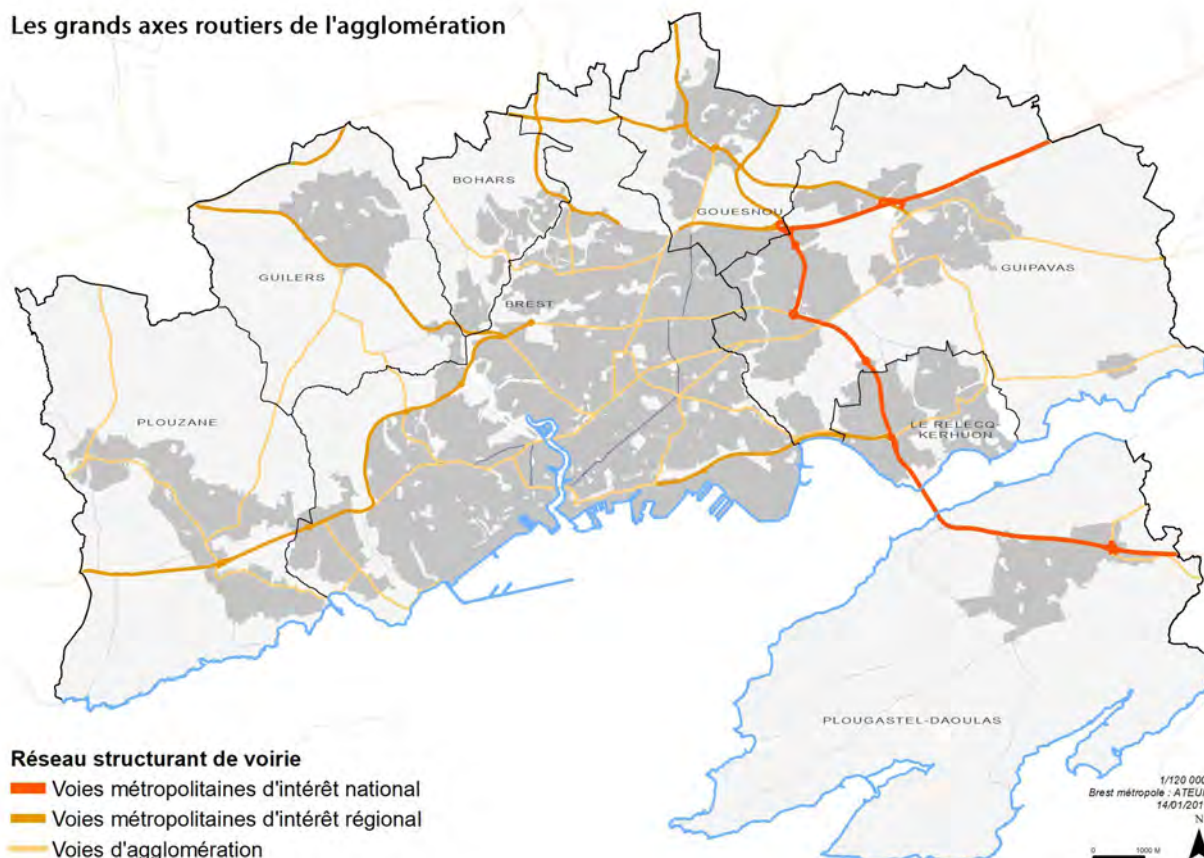 Les grands axes routiers de l'agglomération
BOHARS
GOUESNOU
GUILERS
GUIPAVAS
BREST
PLOUZANE
LE RELECQ-
KERHUON
PLOUGASTEL-DAOULAS
Réseau structurant de voirie
Voies métropolitaines d'intérêt national
Voies métropolitaines d'intérêt régional
Voies d'agglomération
1/120 000
Brest métropole : ATEU
14/01/201
N
0 1000 M